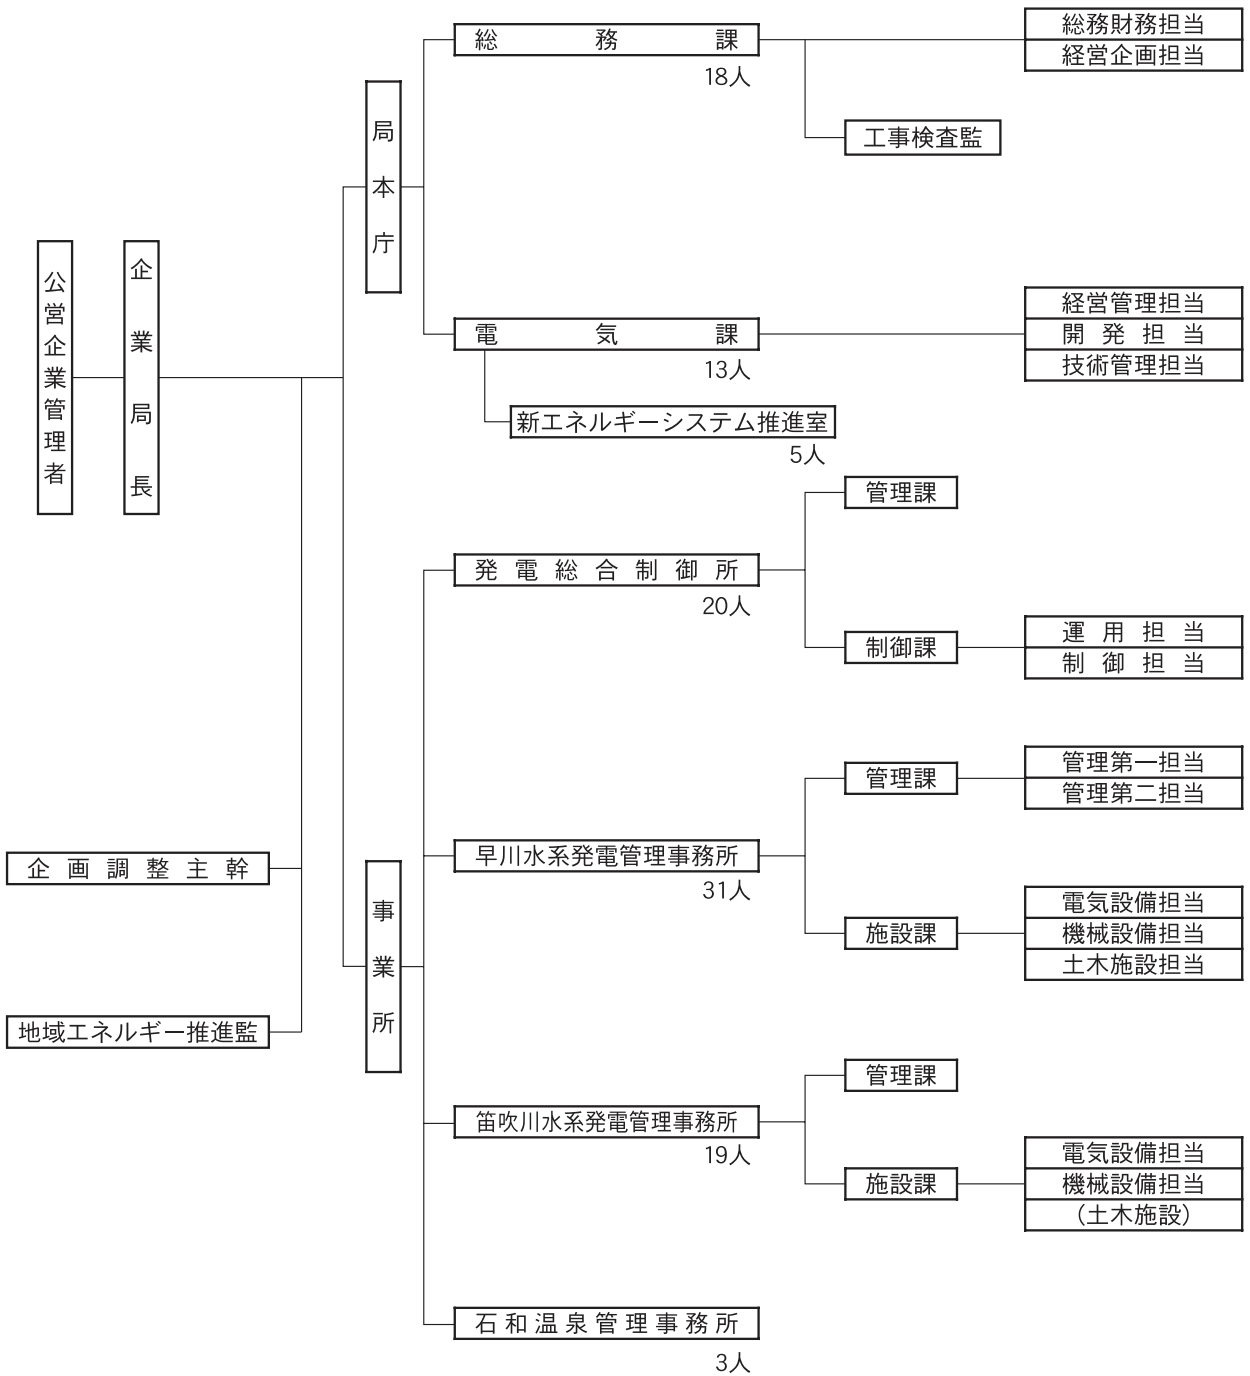 公営企業管理者
企業局長
企画調整主幹
地域エネルギー推進監
局本庁
総務課
18人
総務財務担当
経営企画担当
工事検査監
電気課
13人
経営管理担当
開発担当
技術管理担当
新エネルギーシステム推進室
5人
事業所
発電総合制御所
20人
管理課
制御課
運用担当
制御担当
早川水系発電管理事務所
31人
管理課
管理第一担当
管理第二担当
施設課
電気設備担当
機械設備担当
土木施設担当
笛吹川水系発電管理事務所
19人
管理課
施設課
電気設備担当
機械設備担当
(土木施設)
石和温泉管理事務所
3人